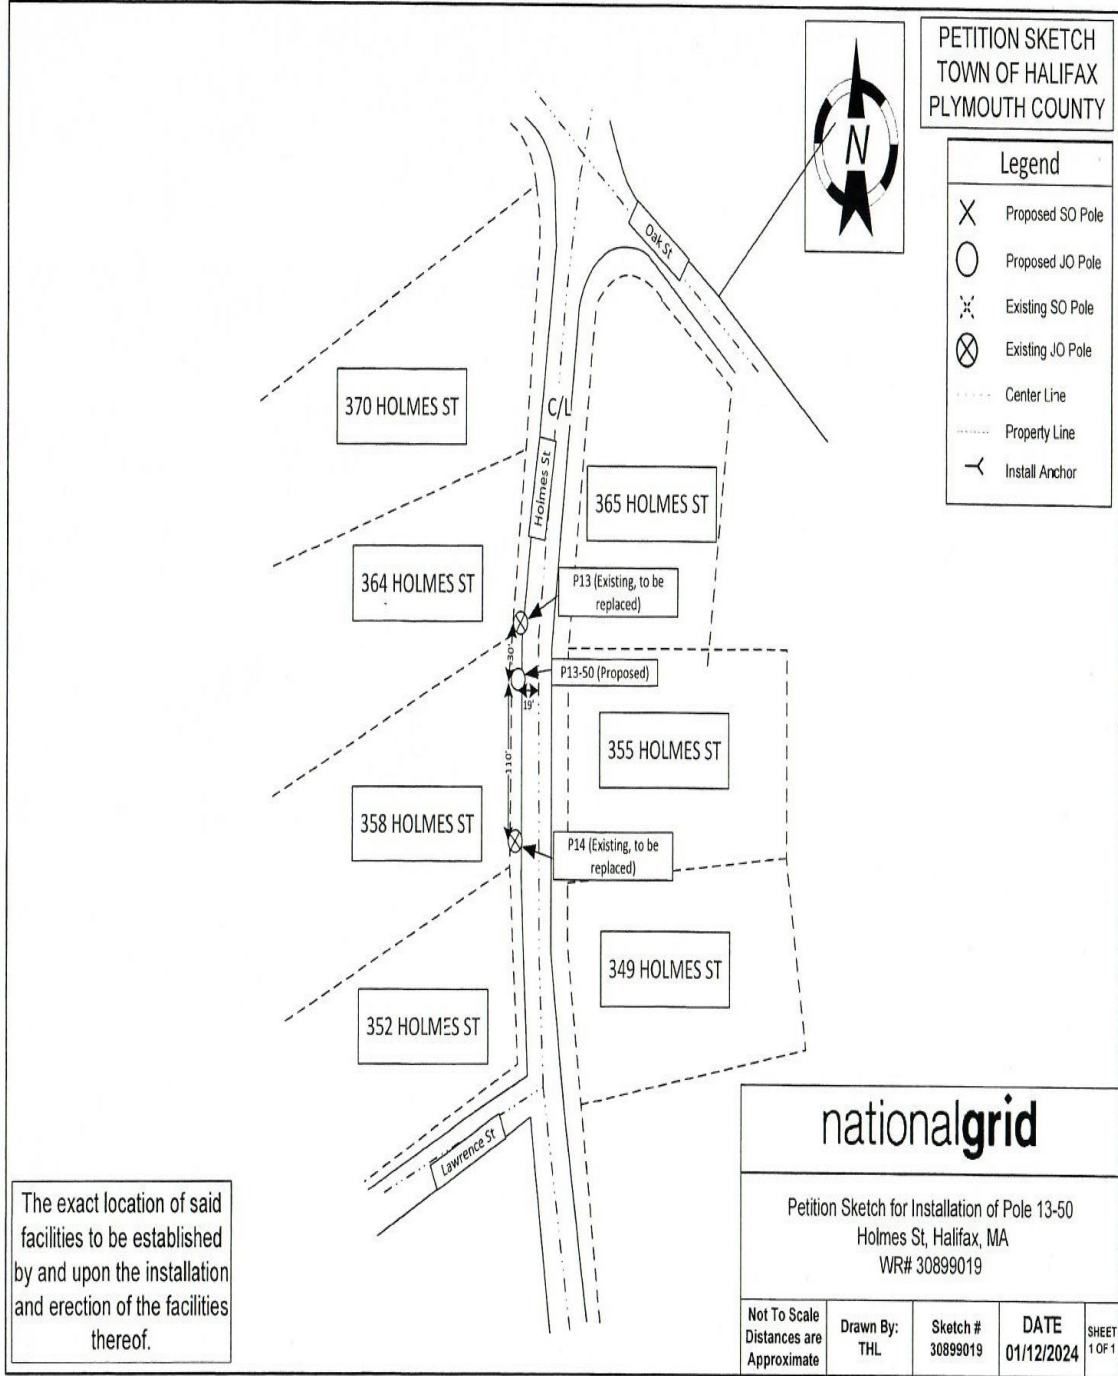 PETITION SKETCH
TOWN OF HALIFAX
PLYMOUTH COUNTY
N
Legend
Proposed SO Pole
Proposed JO Pole
Existing SO Pole
Existing JO Pole
Center Line
Property Line
Install Anchor
Oak St
370 HOLMES ST
C/L
Holmes St
365 HOLMES ST
364 HOLMES ST
P13 (Existing, to be
replaced)
30'
P13-50 (Proposed)
19'
110'
355 HOLMES ST
358 HOLMES ST
P14 (Existing, to be
replaced)
349 HOLMES ST
352 HOLMES ST
Lawrence St
The exact location of said
facilities to be established
by and upon the installation
and erection of the facilities
thereof.
nationalgrid
Petition Sketch for Installation of Pole 13-50
Holmes St, Halifax, MA
WR# 30899019
Not To Scale
Distances are
Approximate
Drawn By:
THL
Sketch #
30899019
DATE
01/12/2024
SHEET
1 OF 1